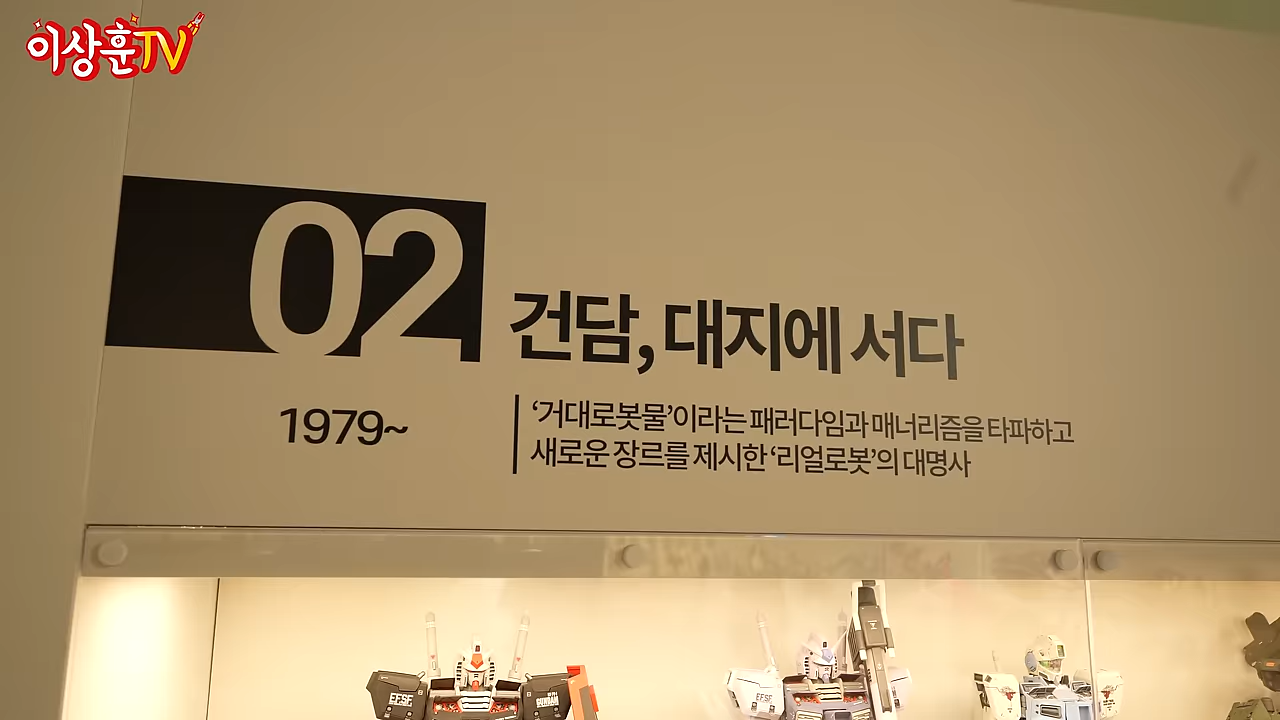 이상훈TV
02
건담, 대지에 서다
1979~
‘거대로봇물’이라는 패러다임과 매너리즘을 타파하고
새로운 장르를 제시한 ‘리얼로봇’의 대명사
EFSF
EFSF